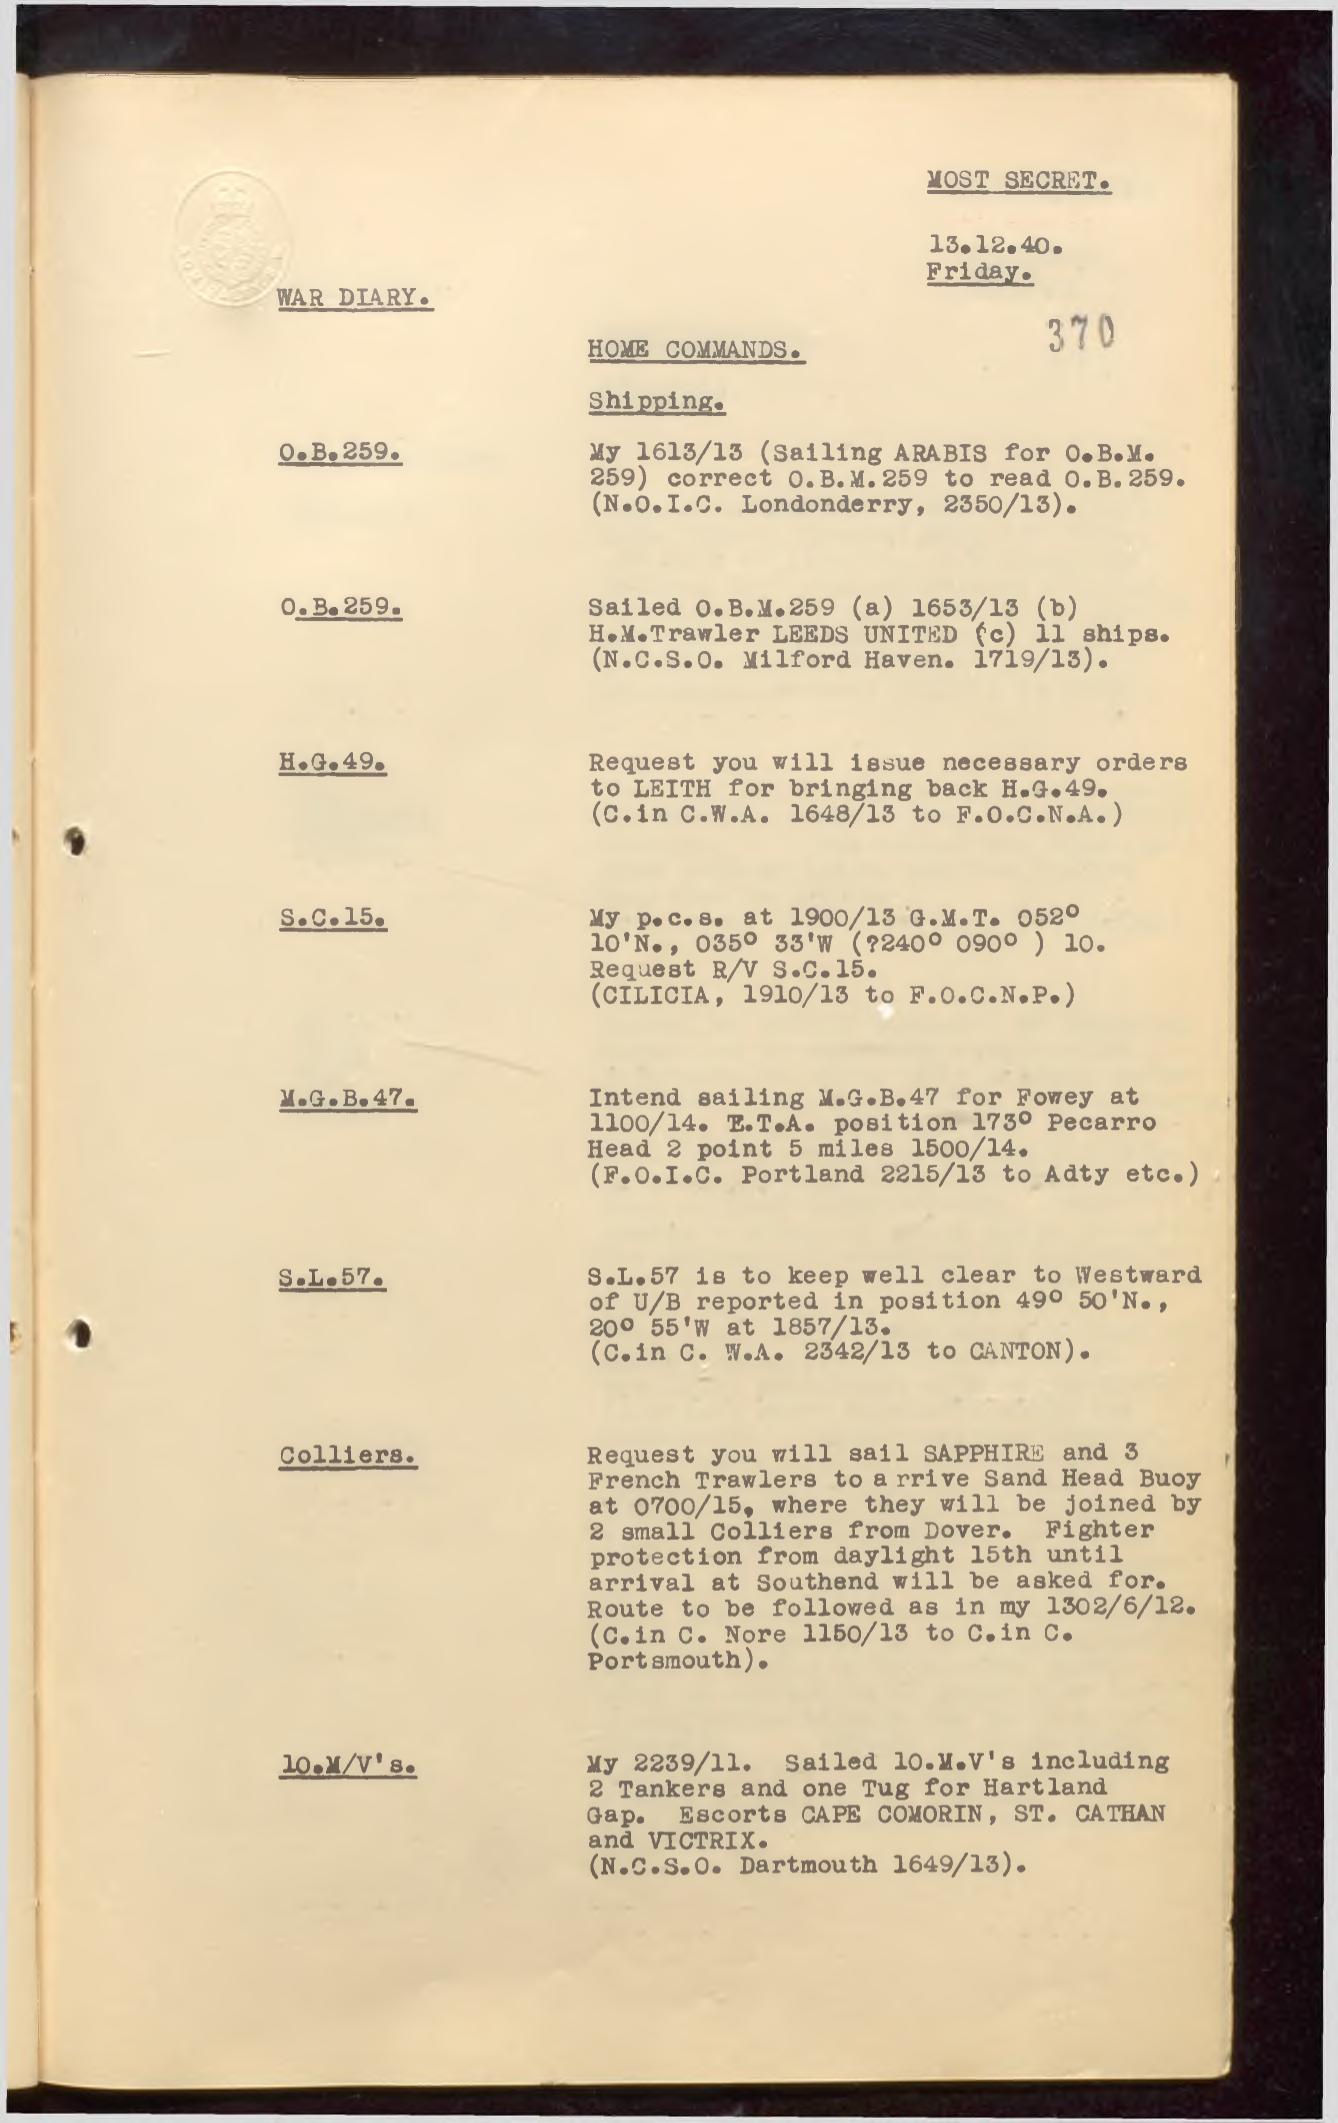 MOST SECRET.
13.12.40.
Friday.
WAR DIARY.
370
HOME COMMANDS.
Shipping.
O.B.259. My 1613/13 (Sailing ARABIS for O.B.M.
259) correct O.B.M.259 to read O.B.259.
(N.O.I.C. Londonderry, 2350/13).
O.B.259. Sailed O.B.M.259 (a) 1653/13 (b)
H.M.Trawler LEEDS UNITED (c) 11 ships.
(N.C.S.O. Milford Haven. 1719/13).
H.G.49. Request you will issue necessary orders
to LEITH for bringing back H.G.49.
(C.in C.W.A. 1648/13 to F.O.C.N.A.)
S.C.15. My p.c.s. at 1900/13 G.M.T. 052°
10'N., 035° 33'W (?240° 090° ) 10.
Request R/V S.C.15.
(CILICIA, 1910/13 to F.O.C.N.P.)
M.G.B.47. Intend sailing M.G.B.47 for Fowey at
1100/14. E.T.A. position 173° Pecarro
Head 2 point 5 miles 1500/14.
(F.O.I.C. Portland 2215/13 to Adty etc.)
S.L.57. S.L.57 is to keep well clear to Westward
of U/B reported in position 49° 50'N.,
20° 55'W at 1857/13.
(C.in C. W.A. 2342/13 to CANTON).
Colliers. Request you will sail SAPPHIRE and 3
French Trawlers to a rrive Sand Head Buoy
at 0700/15, where they will be joined by
2 small Colliers from Dover. Fighter
protection from daylight 15th until
arrival at Southend will be asked for.
Route to be followed as in my 1302/6/12.
(C.in C. Nore 1150/13 to C.in C.
Portsmouth).
10.M/V's. My 2239/11. Sailed 10.M.V's including
2 Tankers and one Tug for Hartland
Gap. Escorts CAPE COMORIN, ST. CATHAN
and VICTRIX.
(N.C.S.O. Dartmouth 1649/13).